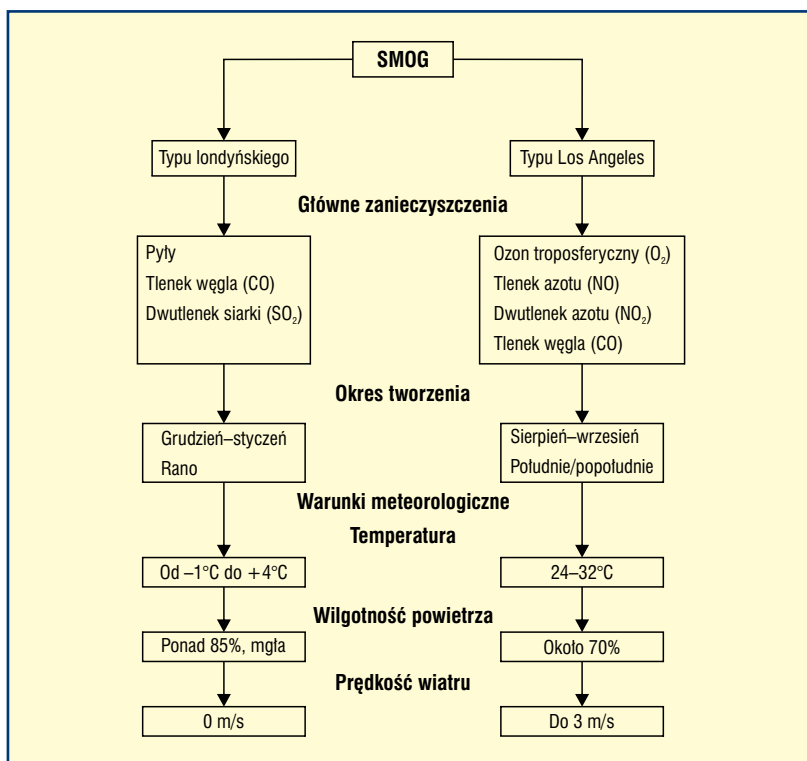 SMOG
Typu londyńskiego
Typu Los Angeles
Główne zanieczyszczenia
Pyły
Tlenek węgla (CO)
Dwutlenek siarki (SO₂)
Ozon troposferyczny (O₂)
Tlenek azotu (NO)
Dwutlenek azotu (NO₂)
Tlenek węgla (CO)
Okres tworzenia
Grudzień–styczeń
Rano
Sierpień–wrzesień
Południe/popołudnie
Warunki meteorologiczne
Temperatura
Od –1°C do +4°C
24–32°C
Wilgotność powietrza
Ponad 85%, mgła
Około 70%
Prędkość wiatru
0 m/s
Do 3 m/s